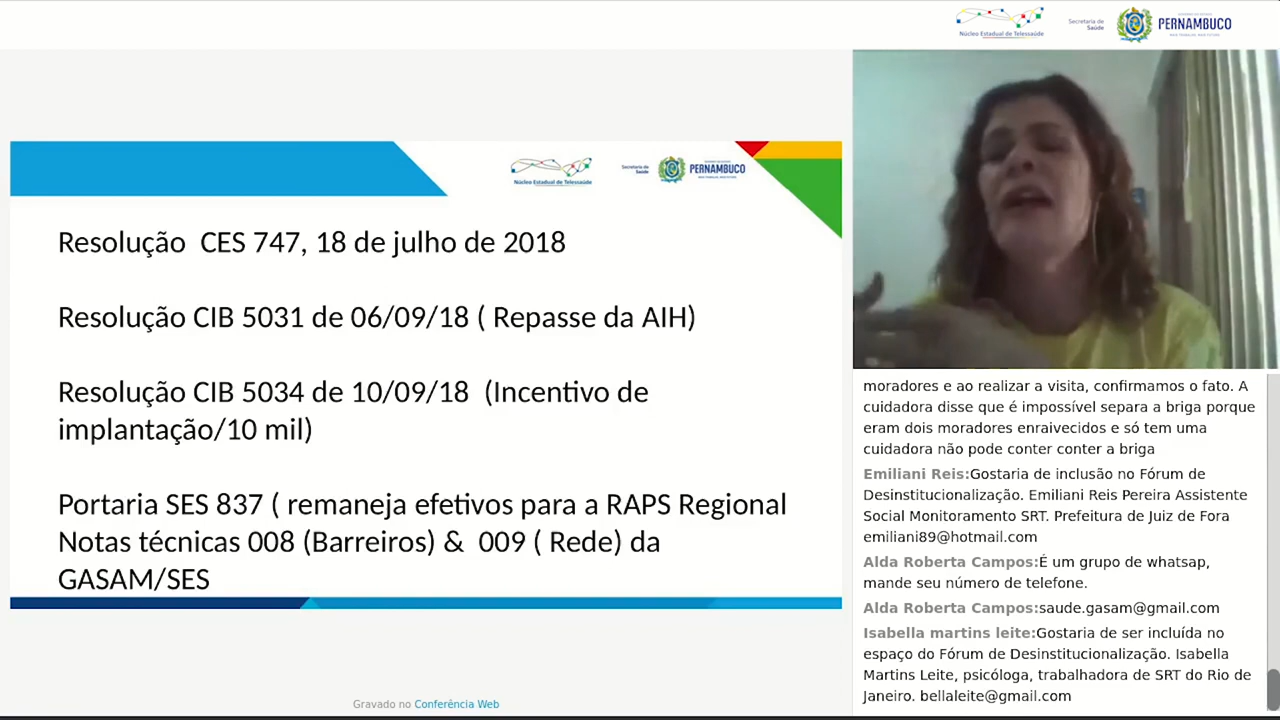 Núcleo Estadual de Telessaúde
Secretaria de
Saúde
PERNAMBUCO
Núcleo Estadual de Telessaúde
Secretaria de
Saúde
PERNAMBUCO
Resolução  CES 747, 18 de julho de 2018
Resolução CIB 5031 de 06/09/18 ( Repasse da AIH)
Resolução CIB 5034 de 10/09/18  (Incentivo de
implantação/10 mil)
Portaria SES 837 ( remaneja efetivos para a RAPS Regional
Notas técnicas 008 (Barreiros) &  009 ( Rede) da
GASAM/SES
Gravado no Conferência Web
moradores e ao realizar a visita, confirmamos o fato. A
cuidadora disse que é impossível separa a briga porque
eram dois moradores enraivecidos e só tem uma
cuidadora não pode conter conter a briga
Emiliani Reis:Gostaria de inclusão no Fórum de
Desinstitucionalização. Emiliani Reis Pereira Assistente
Social Monitoramento SRT. Prefeitura de Juiz de Fora
emiliani89@hotmail.com
Alda Roberta Campos:É um grupo de whatsap,
mande seu número de telefone.
Alda Roberta Campos:saude.gasam@gmail.com
Isabella martins leite:Gostaria de ser incluída no
espaço do Fórum de Desinstitucionalização. Isabella
Martins Leite, psicóloga, trabalhadora de SRT do Rio de
Janeiro. bellaleite@gmail.com